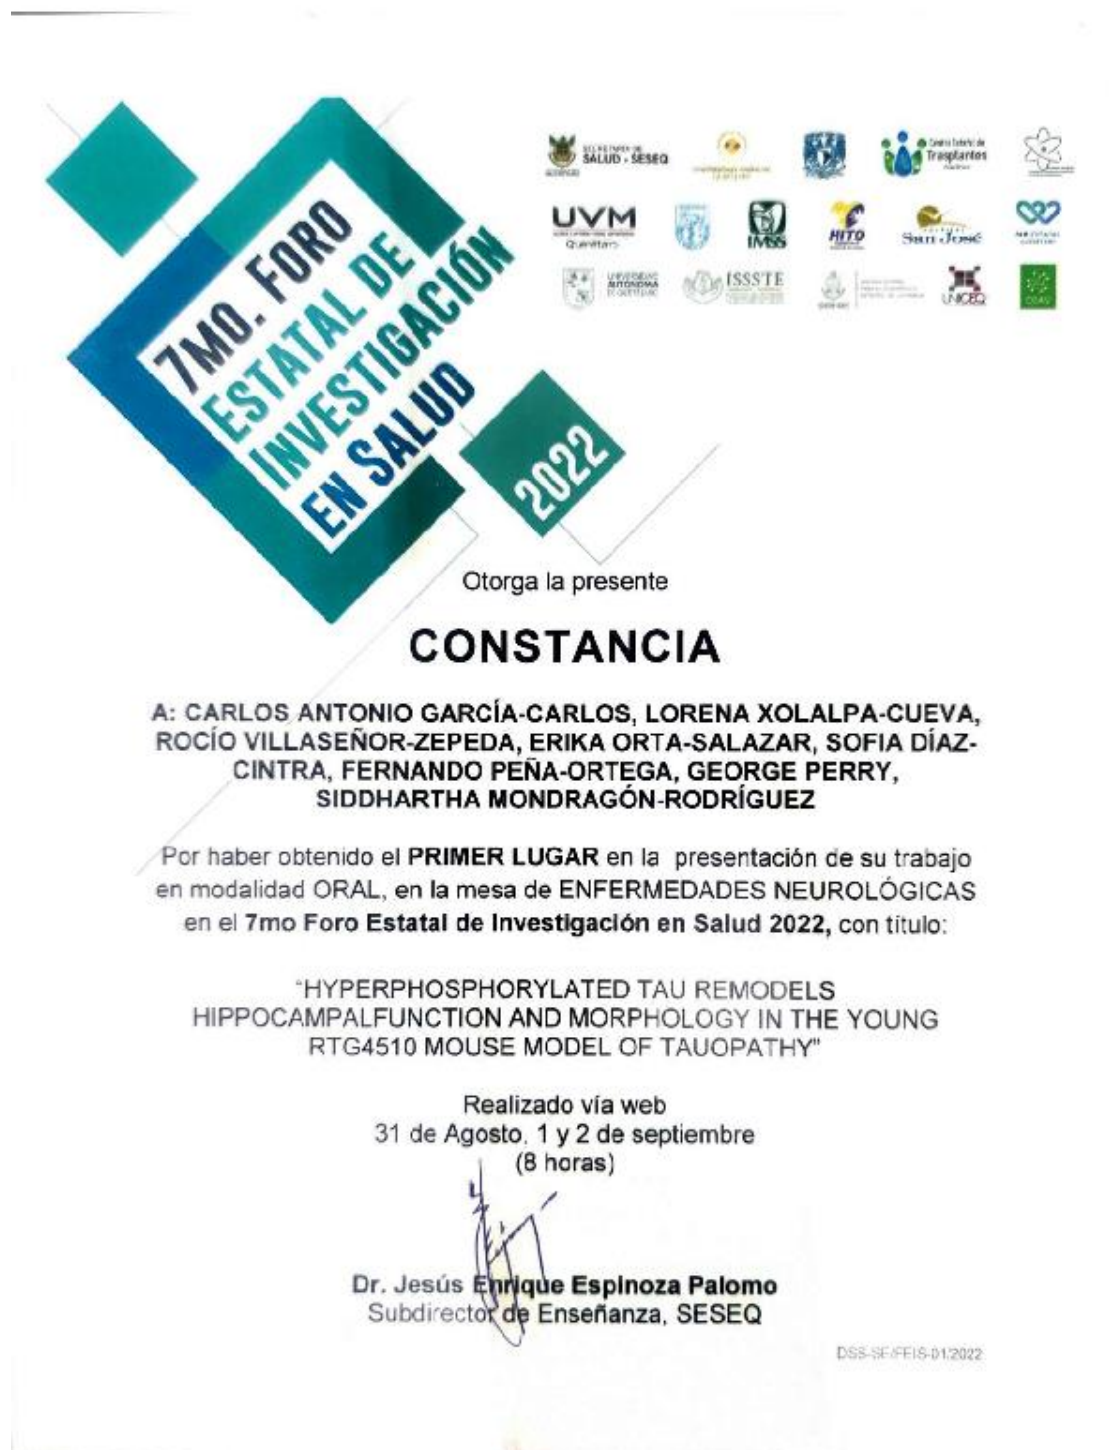 7MO. FORO
ESTATAL DE
INVESTIGACIÓN
EN SALUD
2022
SALUD - SESEQ
Trasplantes
UVM
Querétaro
IMSS
HITO
San José
UNIVERSIDAD
AUTÓNOMA
DE QUERÉTARO
ISSSTE
UNICEQ
Otorga la presente
CONSTANCIA
A: CARLOS ANTONIO GARCÍA-CARLOS, LORENA XOLALPA-CUEVA,
ROCÍO VILLASEÑOR-ZEPEDA, ERIKA ORTA-SALAZAR, SOFIA DÍAZ-
CINTRA, FERNANDO PEÑA-ORTEGA, GEORGE PERRY,
SIDDHARTHA MONDRAGÓN-RODRÍGUEZ
Por haber obtenido el PRIMER LUGAR en la presentación de su trabajo
en modalidad ORAL, en la mesa de ENFERMEDADES NEUROLÓGICAS
en el 7mo Foro Estatal de Investigación en Salud 2022, con título:
"HYPERPHOSPHORYLATED TAU REMODELS
HIPPOCAMPALFUNCTION AND MORPHOLOGY IN THE YOUNG
RTG4510 MOUSE MODEL OF TAUOPATHY"
Realizado vía web
31 de Agosto, 1 y 2 de septiembre
(8 horas)
Dr. Jesús Enrique Espinoza Palomo
Subdirector de Enseñanza, SESEQ
DSS-SE/FEIS-01/2022